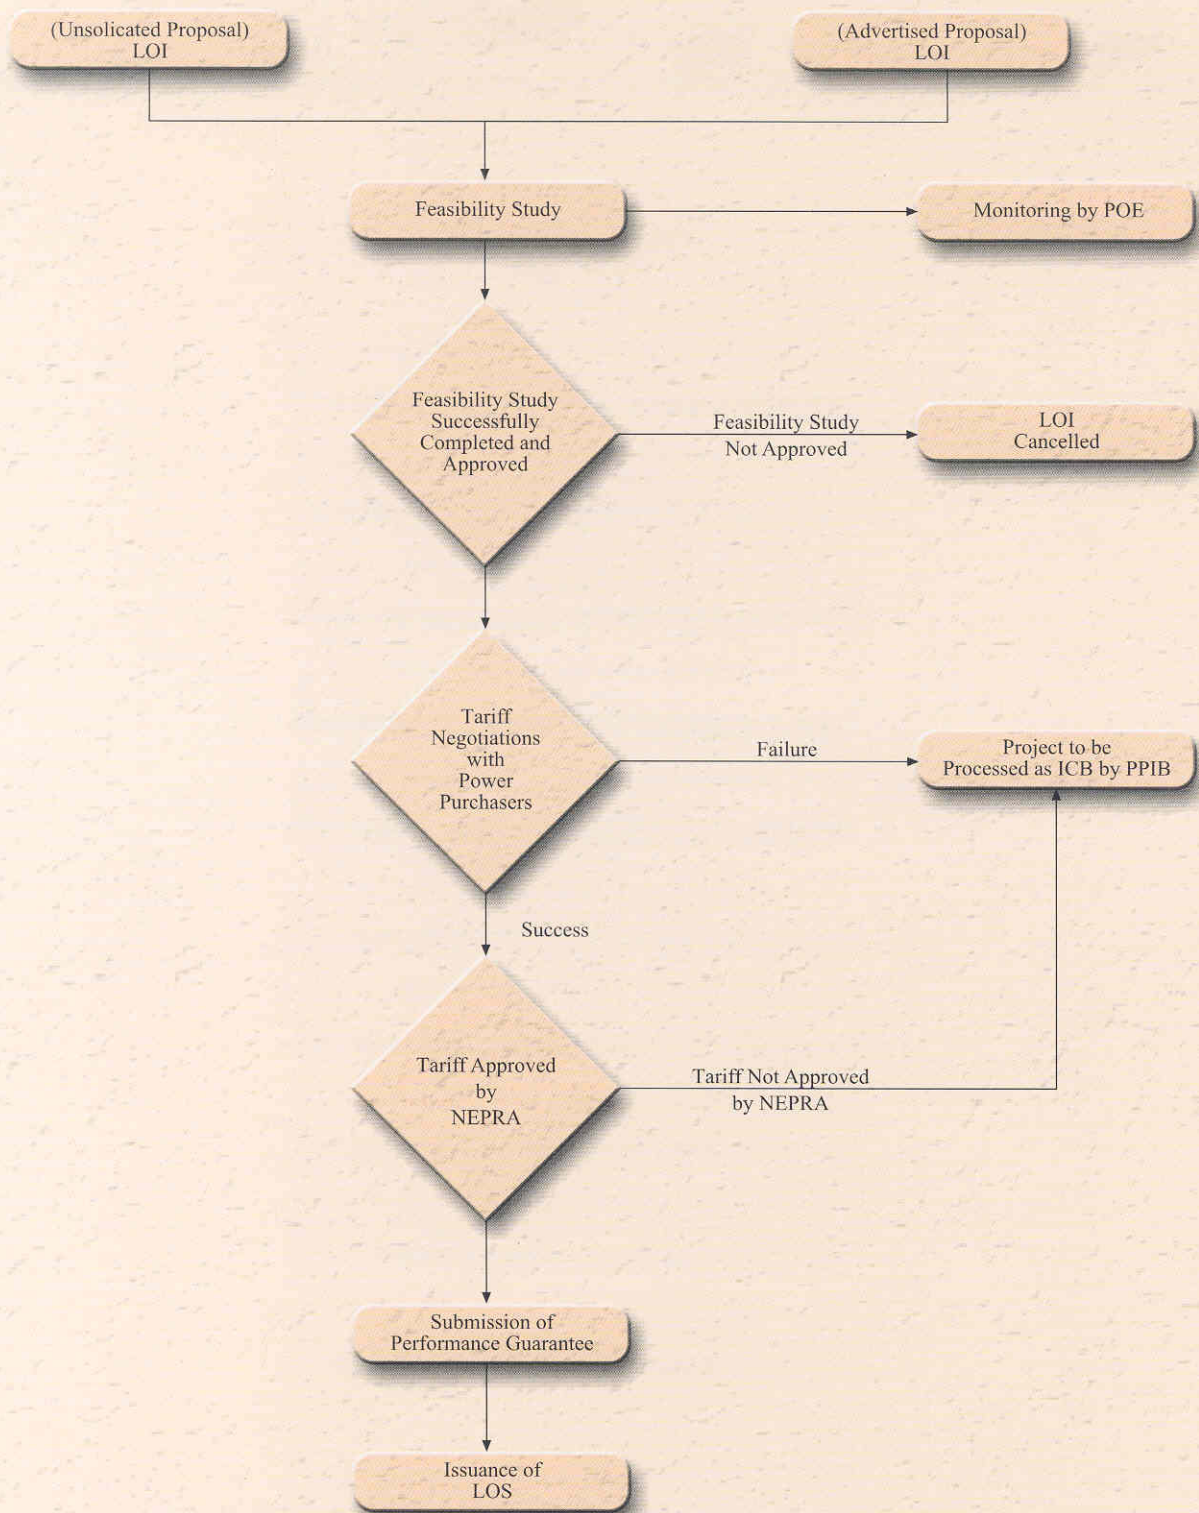 (Unsolicated Proposal)
LOI
(Advertised Proposal)
LOI
Feasibility Study
Monitoring by POE
Feasibility Study
Successfully
Completed and
Approved
Feasibility Study
Not Approved
LOI
Cancelled
Tariff
Negotiations
with
Power
Purchasers
Failure
Project to be
Processed as ICB by PPIB
Success
Tariff Approved
by
NEPRA
Tariff Not Approved
by NEPRA
Submission of
Performance Guarantee
Issuance of
LOS